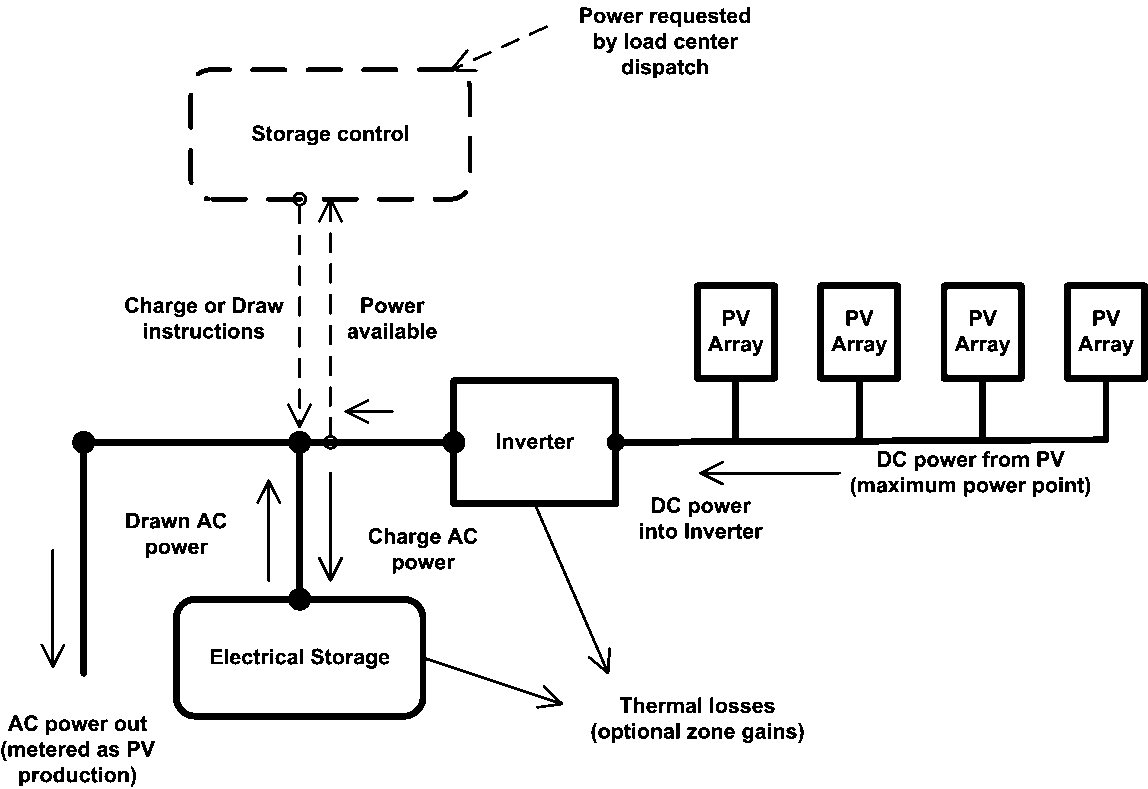 Power requested
by load center
dispatch
Storage control
Charge or Draw
instructions
Power
available
PV
Array
PV
Array
PV
Array
PV
Array
Inverter
DC power from PV
(maximum power point)
DC power
into Inverter
Drawn AC
power
Charge AC
power
Electrical Storage
Thermal losses
(optional zone gains)
AC power out
(metered as PV
production)